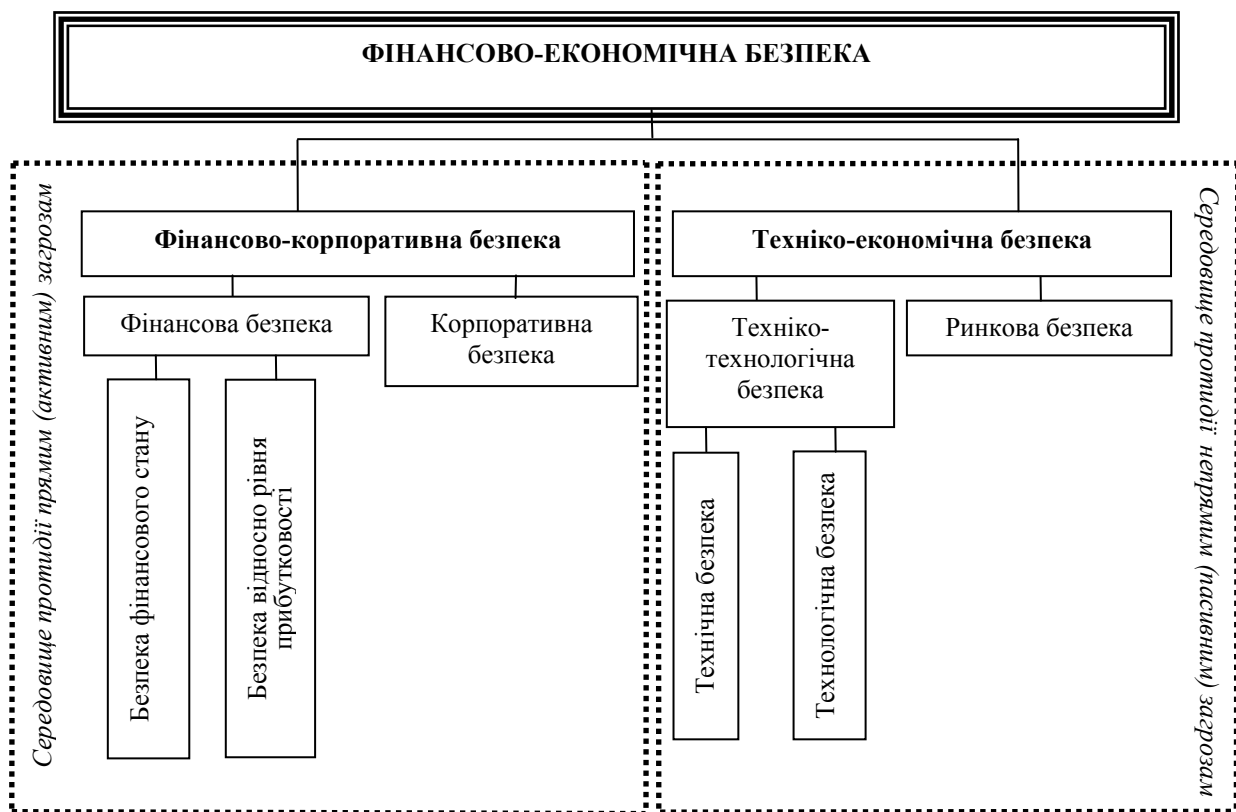 ФІНАНСОВО-ЕКОНОМІЧНА БЕЗПЕКА
Середовище протидії прямим (активним) загрозам
Фінансово-корпоративна безпека
Фінансова безпека
Корпоративна
безпека
Безпека фінансового стану
Безпека відносно рівня
прибутковості
Техніко-економічна безпека
Техніко-
технологічна
безпека
Ринкова безпека
Технічна безпека
Технологічна безпека
Середовище протидії непрямим (пасивним) загрозам